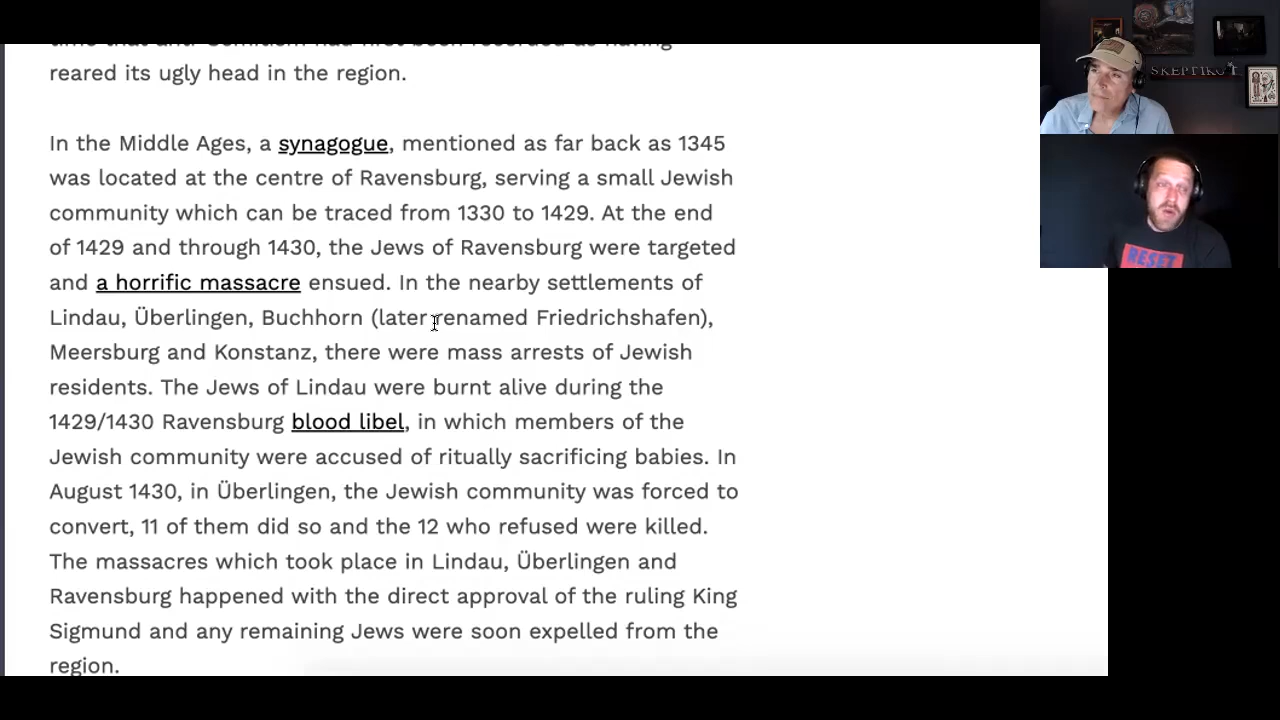 reared its ugly head in the region.
In the Middle Ages, a synagogue, mentioned as far back as 1345
was located at the centre of Ravensburg, serving a small Jewish
community which can be traced from 1330 to 1429. At the end
of 1429 and through 1430, the Jews of Ravensburg were targeted
and a horrific massacre ensued. In the nearby settlements of
Lindau, Überlingen, Buchhorn (later renamed Friedrichshafen),
Meersburg and Konstanz, there were mass arrests of Jewish
residents. The Jews of Lindau were burnt alive during the
1429/1430 Ravensburg blood libel, in which members of the
Jewish community were accused of ritually sacrificing babies. In
August 1430, in Überlingen, the Jewish community was forced to
convert, 11 of them did so and the 12 who refused were killed.
The massacres which took place in Lindau, Überlingen and
Ravensburg happened with the direct approval of the ruling King
Sigmund and any remaining Jews were soon expelled from the
region.
RESET